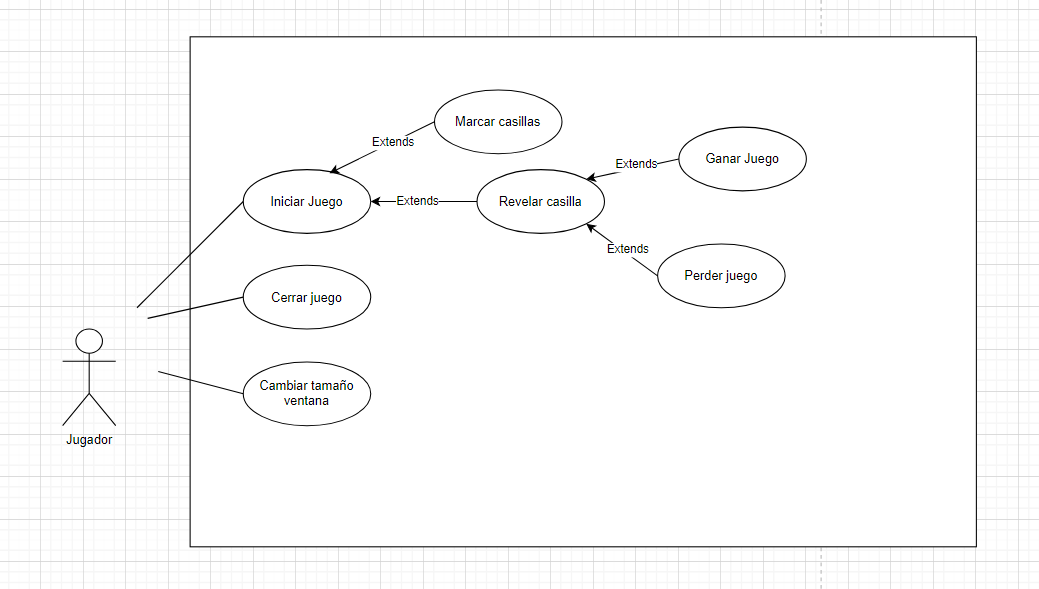 Marcar casillas
Extends
Ganar Juego
Extends
Iniciar Juego
Extends
Revelar casilla
Extends
Perder juego
Cerrar juego
Cambiar tamaño
ventana
Jugador